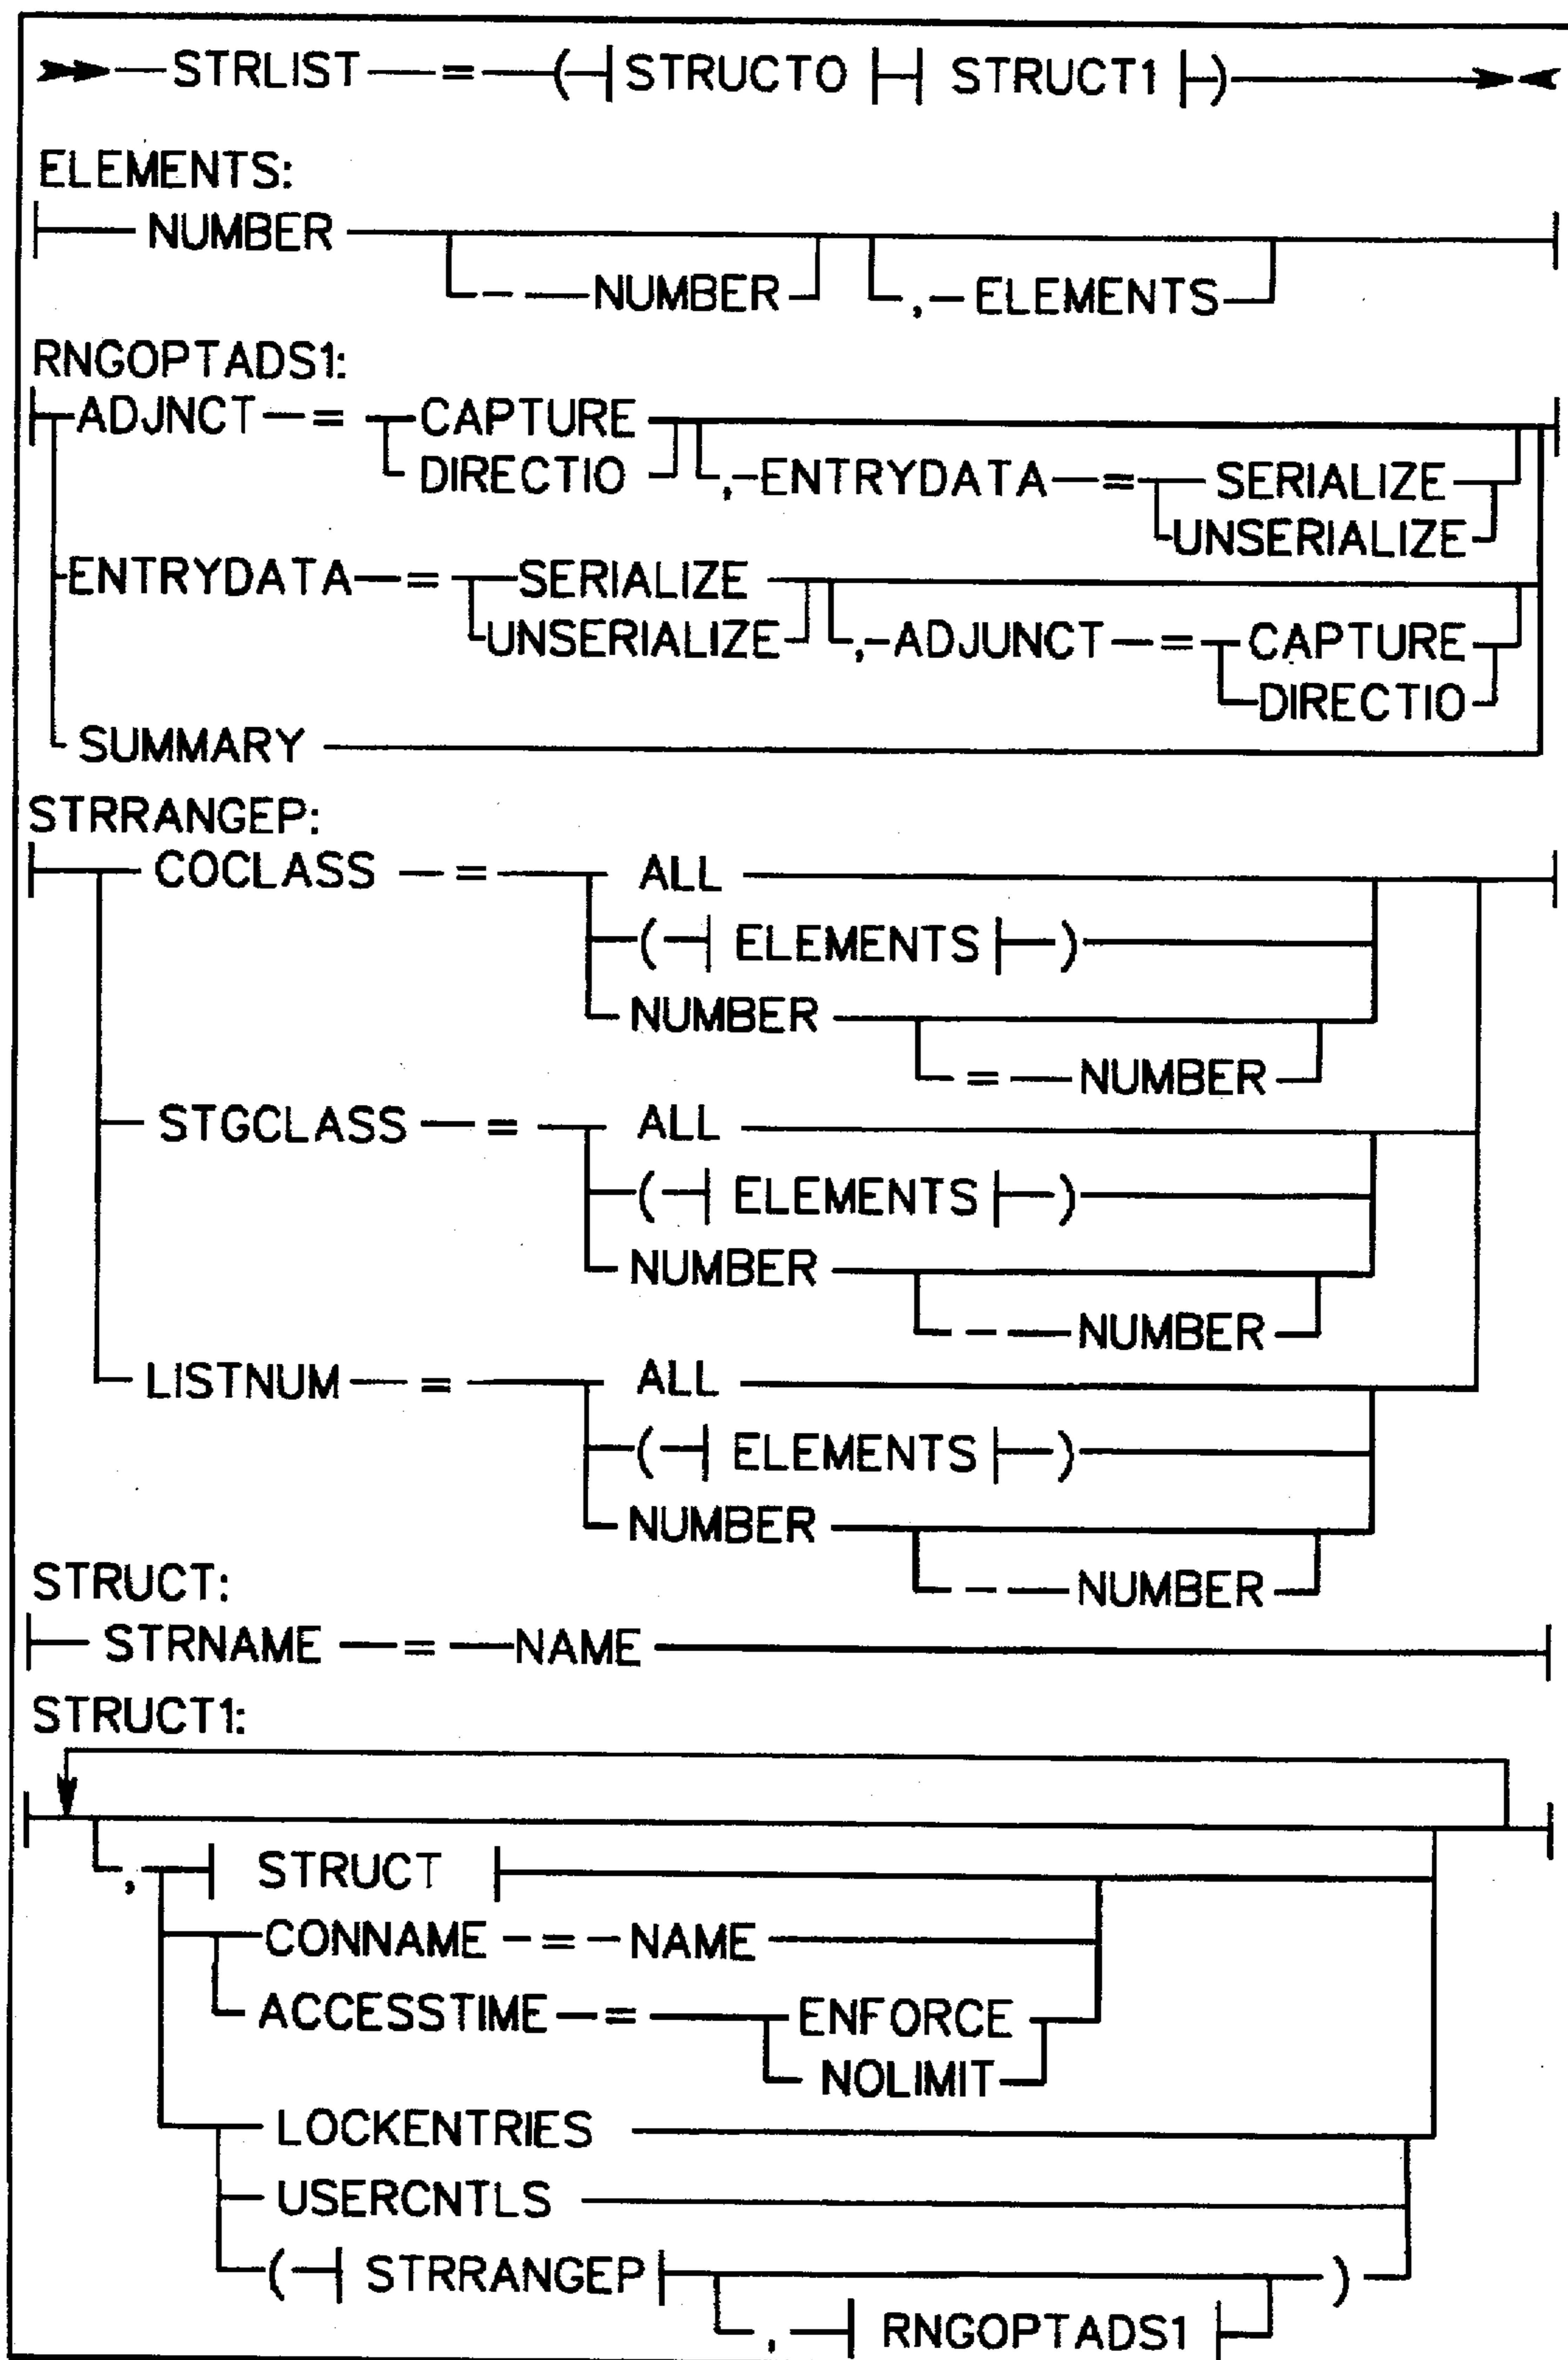 STRLIST = ( STRUCTO STRUCT1 )
ELEMENTS:
NUMBER
- NUMBER ,- ELEMENTS
RNGOPTADS1:
ADJNCT = CAPTURE
DIRECTIO ,-ENTRYDATA = SERIALIZE
UNSERIALIZE
ENTRYDATA = SERIALIZE
UNSERIALIZE ,-ADJUNCT = CAPTURE
DIRECTIO
SUMMARY
STRRANGEP:
COCLASS = ALL
( ELEMENTS )
NUMBER
= NUMBER
STGCLASS = ALL
( ELEMENTS )
NUMBER
- NUMBER
LISTNUM = ALL
( ELEMENTS )
NUMBER
- NUMBER
STRUCT:
STRNAME = NAME
STRUCT1:
, STRUCT
CONNAME = NAME
ACCESSTIME = ENFORCE
NOLIMIT
LOCKENTRIES
USERCNTLS
( STRRANGEP )
, RNGOPTADS1